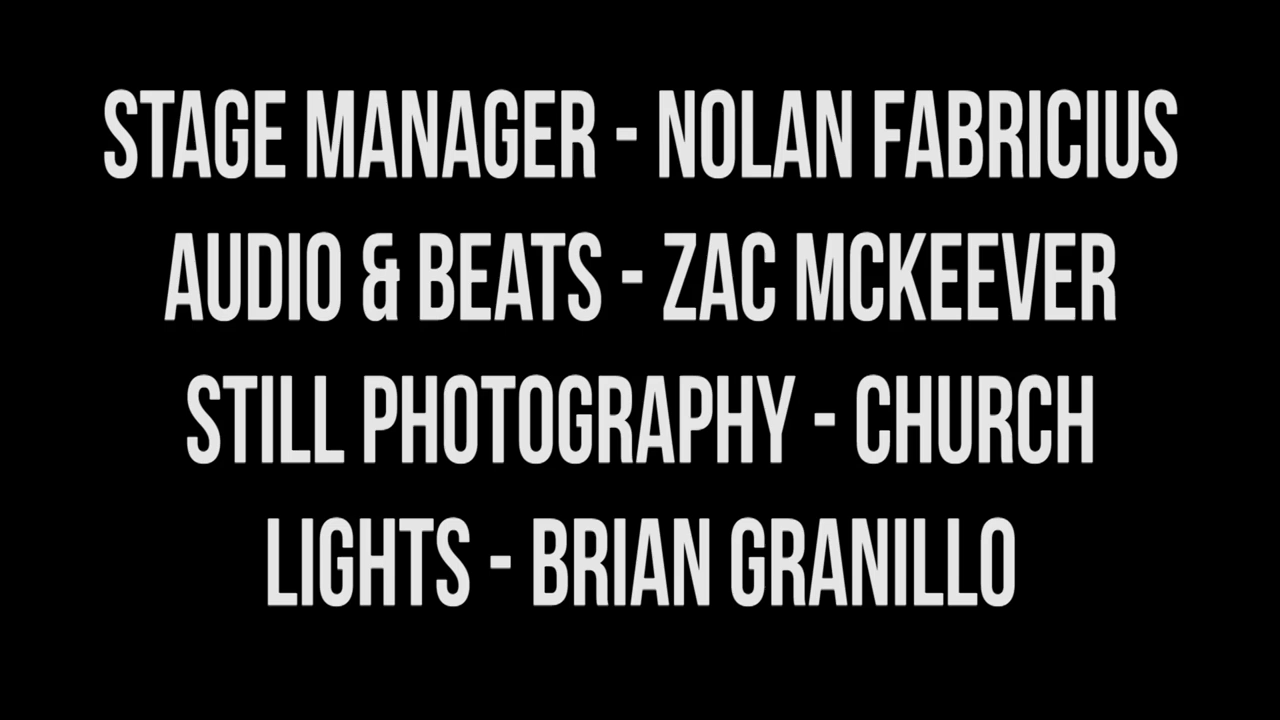 STAGE MANAGER - NOLAN FABRICIUS
AUDIO & BEATS - ZAC MCKEEVER
STILL PHOTOGRAPHY - CHURCH
LIGHTS - BRIAN GRANILLO